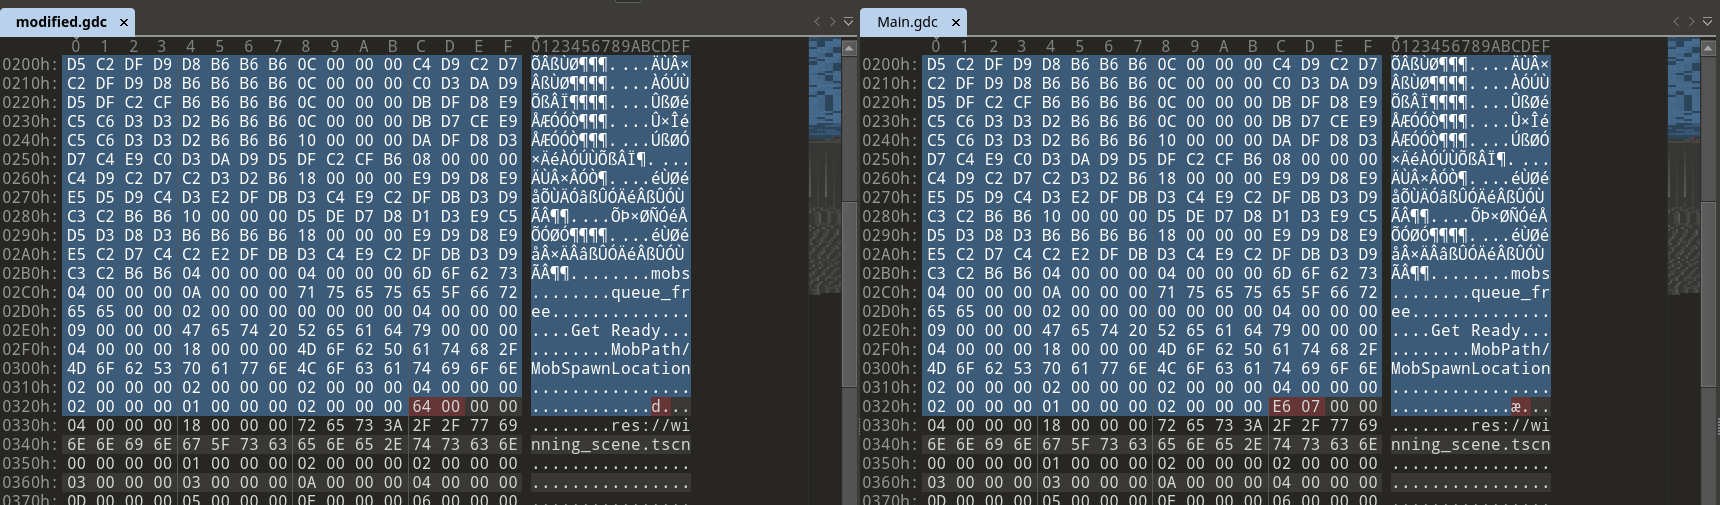 modified.gdc ×
0 1 2 3 4 5 6 7 8 9 A B C D E F 0123456789ABCDEF
0200h: D5 C2 DF D9 D8 B6 B6 B6 0C 00 00 00 C4 D9 C2 D7 ÕÂßÙØ¶¶¶....ÄÙÂ×
0210h: C2 DF D9 D8 B6 B6 B6 B6 0C 00 00 00 C0 D3 DA D9 ÂßÙØ¶¶¶¶....ÀÓÚÙ
0220h: D5 DF C2 CF B6 B6 B6 B6 0C 00 00 00 DB DF D8 E9 ÕßÂÏ¶¶¶¶....ÛßØé
0230h: C5 C6 D3 D3 D2 B6 B6 B6 0C 00 00 00 DB D7 CE E9 ÅÆÓÓÒ¶¶¶....Û×Îé
0240h: C5 C6 D3 D3 D2 B6 B6 B6 10 00 00 00 DA DF D8 D3 ÅÆÓÓÒ¶¶¶....ÚßØÓ
0250h: D7 C4 E9 C0 D3 DA D9 D5 DF C2 CF B6 08 00 00 00 ×ÄéÀÓÚÙÕßÂÏ¶....
0260h: C4 D9 C2 D7 C2 D3 D2 B6 18 00 00 00 E9 D9 D8 E9 ÄÙÂ×ÂÓÒ¶....éÙØé
0270h: E5 D5 D9 C4 D3 E2 DF DB D3 C4 E9 C2 DF DB D3 D9 åÕÙÄÓâßÛÓÄéÂßÛÓÙ
0280h: C3 C2 B6 B6 10 00 00 00 D5 DE D7 D8 D1 D3 E9 C5 ÃÂ¶¶....ÕÞ×ØÑÓéÅ
0290h: D5 D3 D8 D3 B6 B6 B6 B6 18 00 00 00 E9 D9 D8 E9 ÕÓØÓ¶¶¶¶....éÙØé
02A0h: E5 C2 D7 C4 C2 E2 DF DB D3 C4 E9 C2 DF DB D3 D9 åÂ×ÄÂâßÛÓÄéÂßÛÓÙ
02B0h: C3 C2 B6 B6 04 00 00 00 04 00 00 00 6D 6F 62 73 ÃÂ¶¶........mobs
02C0h: 04 00 00 00 0A 00 00 00 71 75 65 75 65 5F 66 72 ........queue_fr
02D0h: 65 65 00 00 02 00 00 00 00 00 00 00 04 00 00 00 ee..............
02E0h: 09 00 00 00 47 65 74 20 52 65 61 64 79 00 00 00 ....Get Ready...
02F0h: 04 00 00 00 18 00 00 00 4D 6F 62 50 61 74 68 2F ........MobPath/
0300h: 4D 6F 62 53 70 61 77 6E 4C 6F 63 61 74 69 6F 6E MobSpawnLocation
0310h: 02 00 00 00 02 00 00 00 02 00 00 00 04 00 00 00 ................
0320h: 02 00 00 00 01 00 00 00 02 00 00 00 64 00 00 00 ............d...
0330h: 04 00 00 00 18 00 00 00 72 65 73 3A 2F 2F 77 69 ........res://wi
0340h: 6E 6E 69 6E 67 5F 73 63 65 6E 65 2E 74 73 63 6E nning_scene.tscn
0350h: 00 00 00 00 01 00 00 00 02 00 00 00 02 00 00 00 ................
0360h: 03 00 00 00 03 00 00 00 0A 00 00 00 04 00 00 00 ................
0370h: 0D 00 00 00 05 00 00 00 0E 00 00 00 06 00 00 00
Main.gdc ×
0 1 2 3 4 5 6 7 8 9 A B C D E F 0123456789ABCDEF
0200h: D5 C2 DF D9 D8 B6 B6 B6 0C 00 00 00 C4 D9 C2 D7 ÕÂßÙØ¶¶¶....ÄÙÂ×
0210h: C2 DF D9 D8 B6 B6 B6 B6 0C 00 00 00 C0 D3 DA D9 ÂßÙØ¶¶¶¶....ÀÓÚÙ
0220h: D5 DF C2 CF B6 B6 B6 B6 0C 00 00 00 DB DF D8 E9 ÕßÂÏ¶¶¶¶....ÛßØé
0230h: C5 C6 D3 D3 D2 B6 B6 B6 0C 00 00 00 DB D7 CE E9 ÅÆÓÓÒ¶¶¶....Û×Îé
0240h: C5 C6 D3 D3 D2 B6 B6 B6 10 00 00 00 DA DF D8 D3 ÅÆÓÓÒ¶¶¶....ÚßØÓ
0250h: D7 C4 E9 C0 D3 DA D9 D5 DF C2 CF B6 08 00 00 00 ×ÄéÀÓÚÙÕßÂÏ¶....
0260h: C4 D9 C2 D7 C2 D3 D2 B6 18 00 00 00 E9 D9 D8 E9 ÄÙÂ×ÂÓÒ¶....éÙØé
0270h: E5 D5 D9 C4 D3 E2 DF DB D3 C4 E9 C2 DF DB D3 D9 åÕÙÄÓâßÛÓÄéÂßÛÓÙ
0280h: C3 C2 B6 B6 10 00 00 00 D5 DE D7 D8 D1 D3 E9 C5 ÃÂ¶¶....ÕÞ×ØÑÓéÅ
0290h: D5 D3 D8 D3 B6 B6 B6 B6 18 00 00 00 E9 D9 D8 E9 ÕÓØÓ¶¶¶¶....éÙØé
02A0h: E5 C2 D7 C4 C2 E2 DF DB D3 C4 E9 C2 DF DB D3 D9 åÂ×ÄÂâßÛÓÄéÂßÛÓÙ
02B0h: C3 C2 B6 B6 04 00 00 00 04 00 00 00 6D 6F 62 73 ÃÂ¶¶........mobs
02C0h: 04 00 00 00 0A 00 00 00 71 75 65 75 65 5F 66 72 ........queue_fr
02D0h: 65 65 00 00 02 00 00 00 00 00 00 00 04 00 00 00 ee..............
02E0h: 09 00 00 00 47 65 74 20 52 65 61 64 79 00 00 00 ....Get Ready...
02F0h: 04 00 00 00 18 00 00 00 4D 6F 62 50 61 74 68 2F ........MobPath/
0300h: 4D 6F 62 53 70 61 77 6E 4C 6F 63 61 74 69 6F 6E MobSpawnLocation
0310h: 02 00 00 00 02 00 00 00 02 00 00 00 04 00 00 00 ................
0320h: 02 00 00 00 01 00 00 00 02 00 00 00 E6 07 00 00 ............æ...
0330h: 04 00 00 00 18 00 00 00 72 65 73 3A 2F 2F 77 69 ........res://wi
0340h: 6E 6E 69 6E 67 5F 73 63 65 6E 65 2E 74 73 63 6E nning_scene.tscn
0350h: 00 00 00 00 01 00 00 00 02 00 00 00 02 00 00 00 ................
0360h: 03 00 00 00 03 00 00 00 0A 00 00 00 04 00 00 00 ................
0370h: 0D 00 00 00 05 00 00 00 0E 00 00 00 06 00 00 00